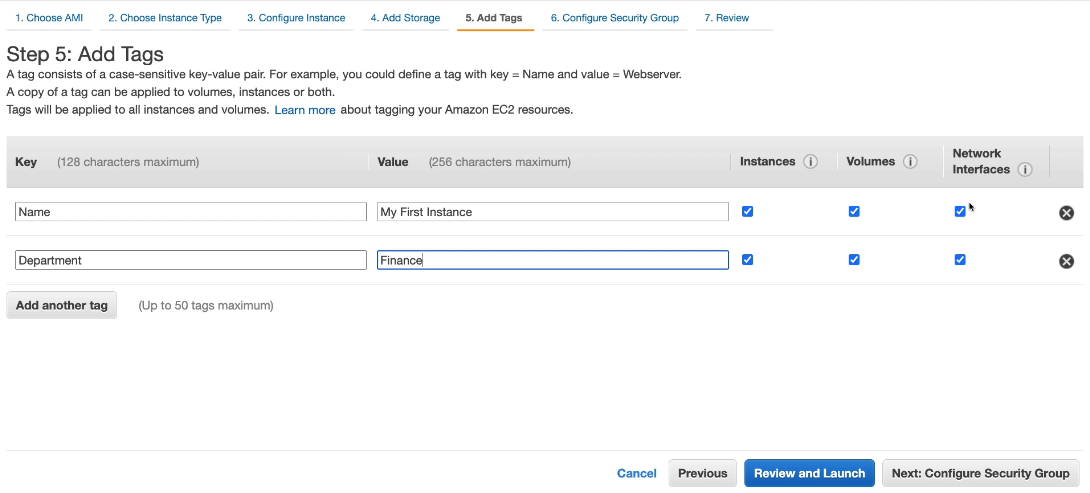 1. Choose AMI 2. Choose Instance Type 3. Configure Instance 4. Add Storage 5. Add Tags 6. Configure Security Group 7. Review
Step 5: Add Tags
A tag consists of a case-sensitive key-value pair. For example, you could define a tag with key = Name and value = Webserver.
A copy of a tag can be applied to volumes, instances or both.
Tags will be applied to all instances and volumes. Learn more about tagging your Amazon EC2 resources.
Key (128 characters maximum) Value (256 characters maximum) Instances i Volumes i Network Interfaces i
Name My First Instance
Department Finance
Add another tag (Up to 50 tags maximum)
Cancel Previous Review and Launch Next: Configure Security Group